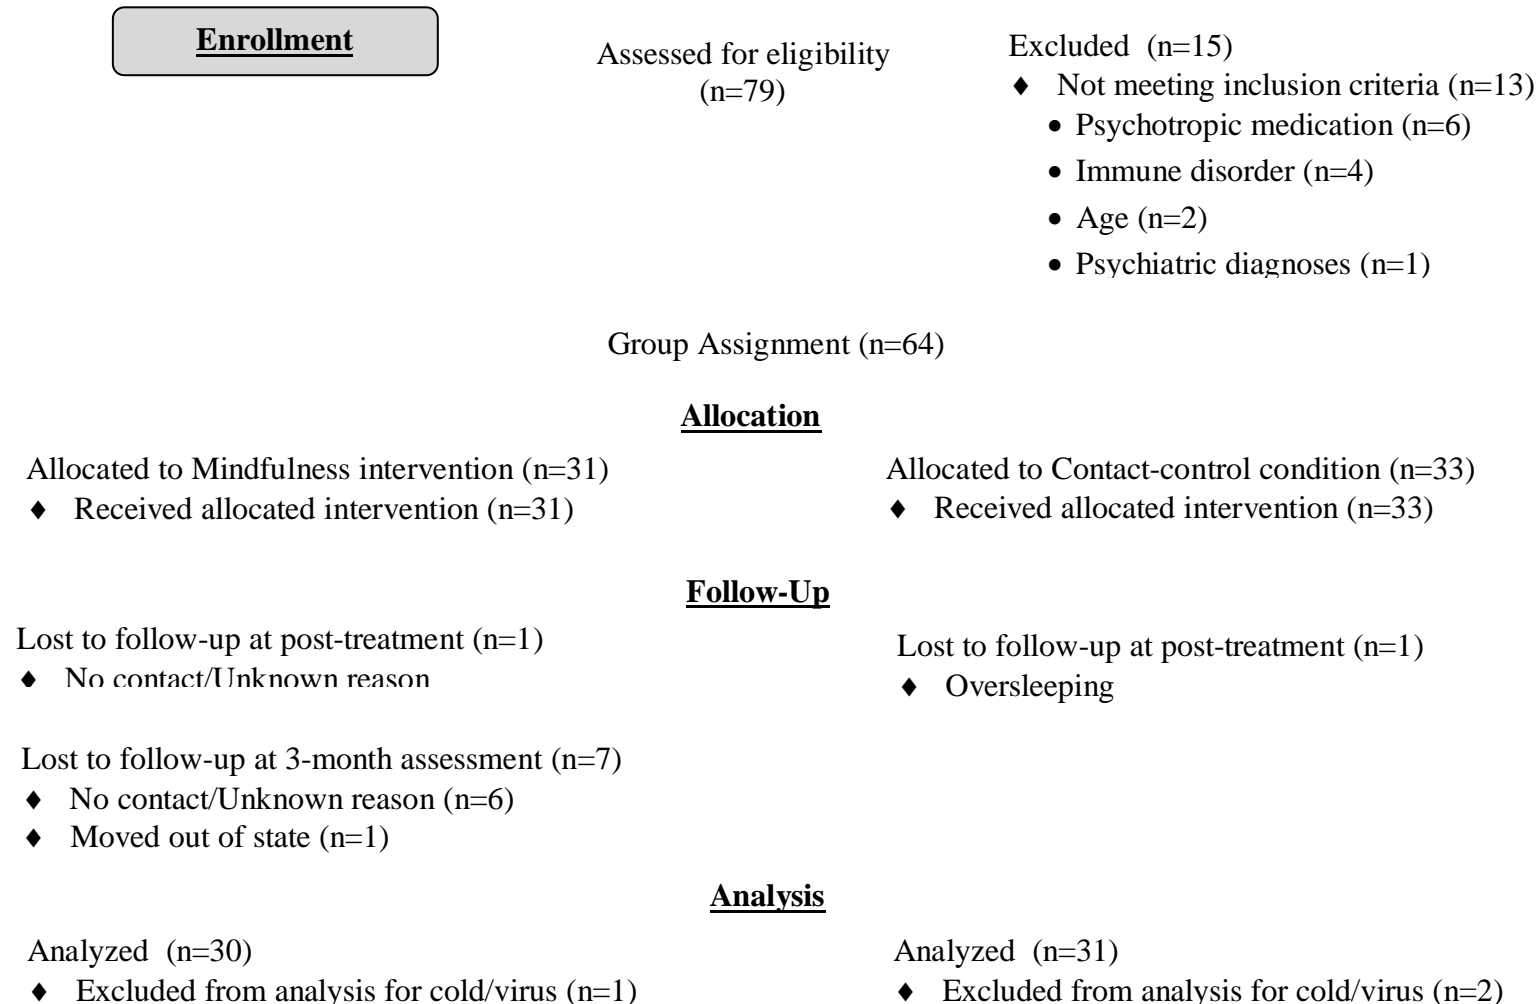 Enrollment
Assessed for eligibility
(n=79)
Excluded (n=15)
♦ Not meeting inclusion criteria (n=13)
• Psychotropic medication (n=6)
• Immune disorder (n=4)
• Age (n=2)
• Psychiatric diagnoses (n=1)
Group Assignment (n=64)
Allocation
Allocated to Mindfulness intervention (n=31)
♦ Received allocated intervention (n=31)
Allocated to Contact-control condition (n=33)
♦ Received allocated intervention (n=33)
Follow-Up
Lost to follow-up at post-treatment (n=1)
♦ No contact/Unknown reason
Lost to follow-up at post-treatment (n=1)
♦ Oversleeping
Lost to follow-up at 3-month assessment (n=7)
♦ No contact/Unknown reason (n=6)
♦ Moved out of state (n=1)
Analysis
Analyzed (n=30)
♦ Excluded from analysis for cold/virus (n=1)
Analyzed (n=31)
♦ Excluded from analysis for cold/virus (n=2)